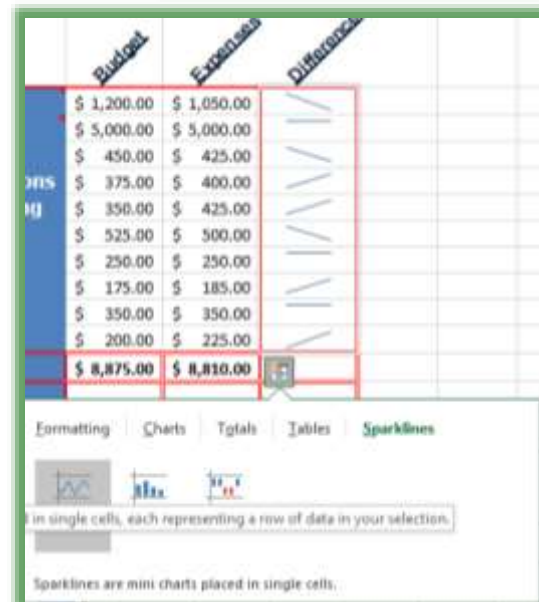 Budget Expenses Difference
$ 1,200.00 $ 1,050.00
$ 5,000.00 $ 5,000.00
$ 450.00 $ 425.00
ons $ 375.00 $ 400.00
ng $ 350.00 $ 425.00
$ 525.00 $ 500.00
$ 250.00 $ 250.00
$ 175.00 $ 185.00
$ 350.00 $ 350.00
$ 200.00 $ 225.00
$ 8,875.00 $ 8,810.00
Formatting Charts Totals Tables Sparklines
in single cells, each representing a row of data in your selection.
Sparklines are mini charts placed in single cells.